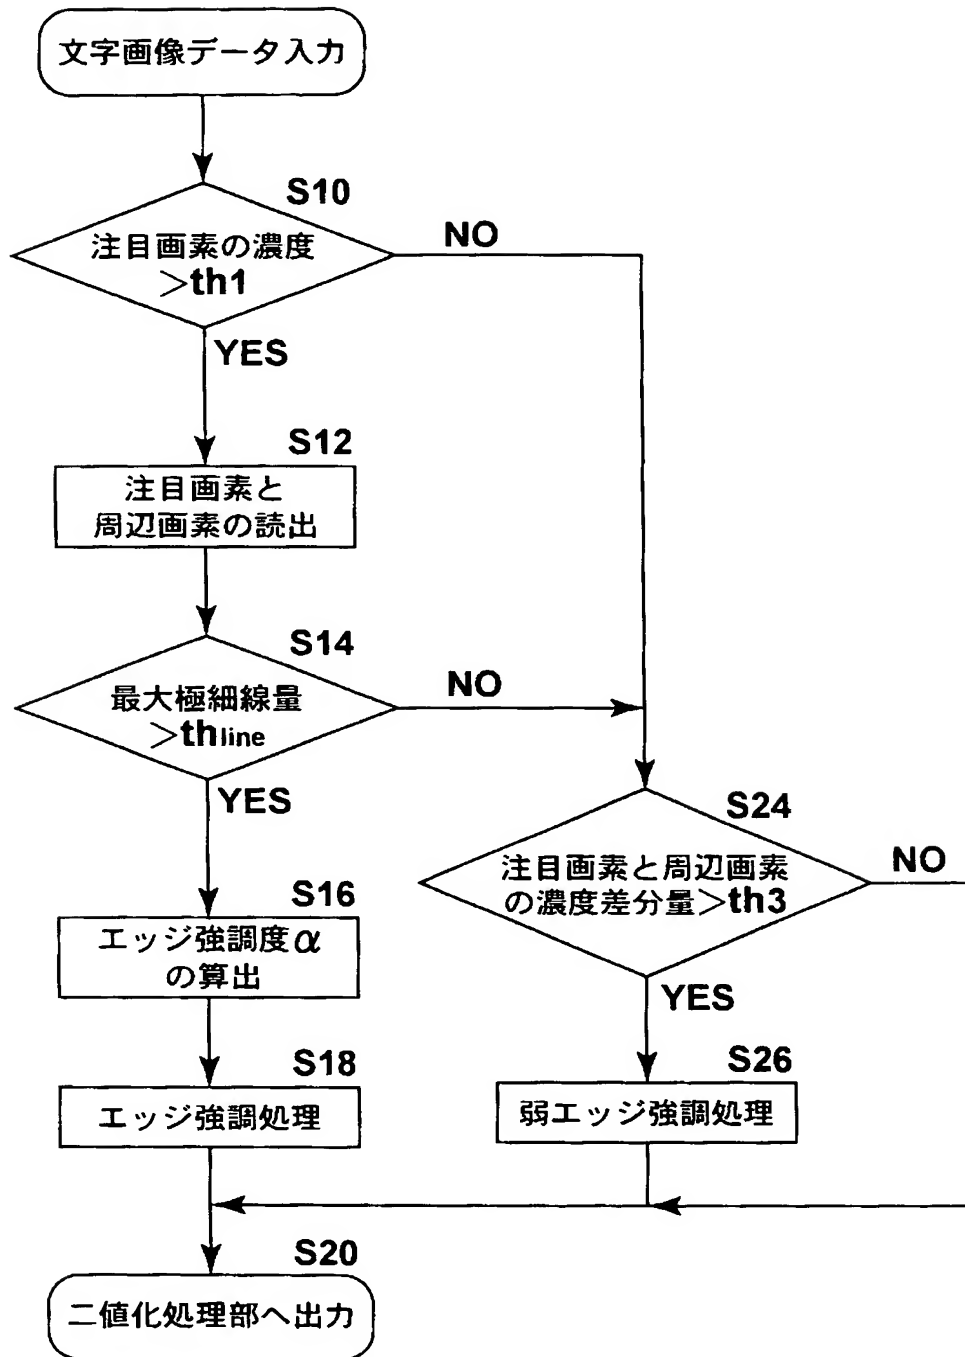 文字画像データ入力
S10
注目画素の濃度
>th1
NO
YES
S12
注目画素と
周辺画素の読出
S14
最大極細線量
>thline
NO
YES
S24
注目画素と周辺画素
の濃度差分量>th3
NO
YES
S16
エッジ強調度α
の算出
S18
エッジ強調処理
S26
弱エッジ強調処理
S20
二値化処理部へ出力